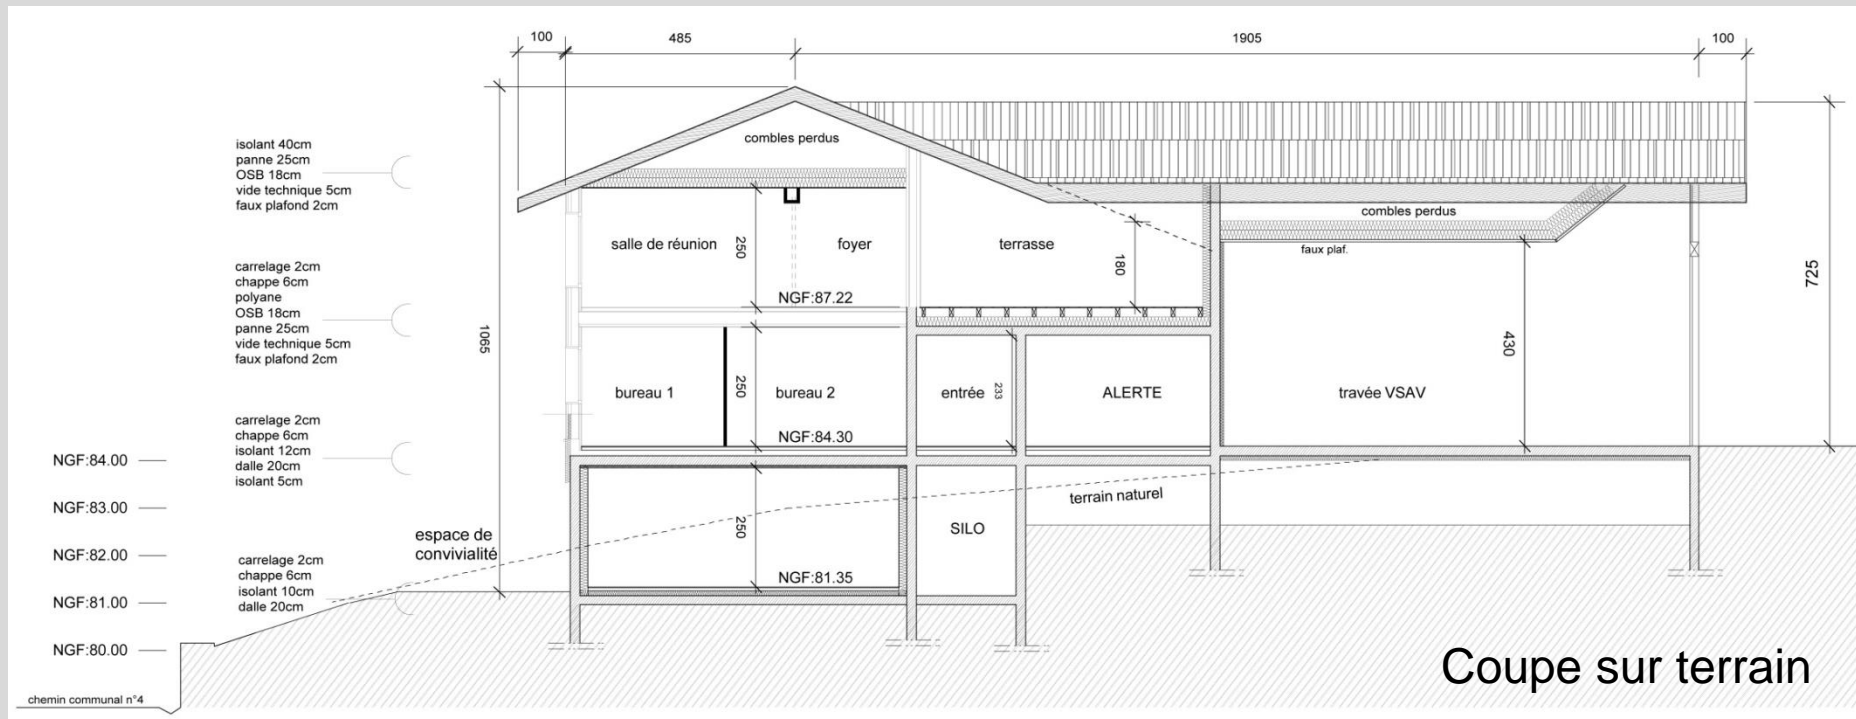 100
485
1905
100
isolant 40cm
panne 25cm
OSB 18cm
vide technique 5cm
faux plafond 2cm
combles perdus
combles perdus
faux plaf.
salle de réunion
250
foyer
terrasse
180
725
NGF:87.22
carrelage 2cm
chappe 6cm
polyane
OSB 18cm
panne 25cm
vide technique 5cm
faux plafond 2cm
1065
430
bureau 1
250
bureau 2
entrée
233
ALERTE
travée VSAV
NGF:84.30
carrelage 2cm
chappe 6cm
isolant 12cm
dalle 20cm
isolant 5cm
NGF:84.00
NGF:83.00
NGF:82.00
NGF:81.00
NGF:80.00
terrain naturel
250
SILO
espace de
convivialité
NGF:81.35
carrelage 2cm
chappe 6cm
isolant 10cm
dalle 20cm
chemin communal n°4
Coupe sur terrain